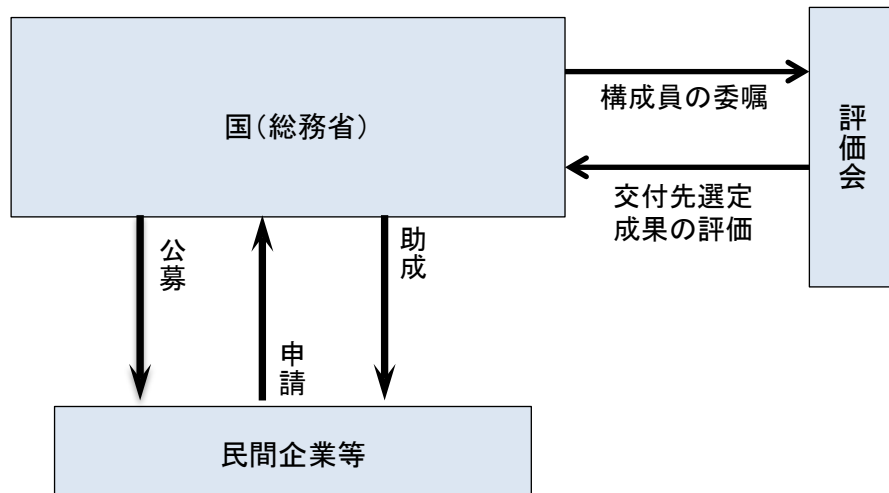 国（総務省）
構成員の委嘱
評価会
交付先選定
成果の評価
公募
申請
助成
民間企業等